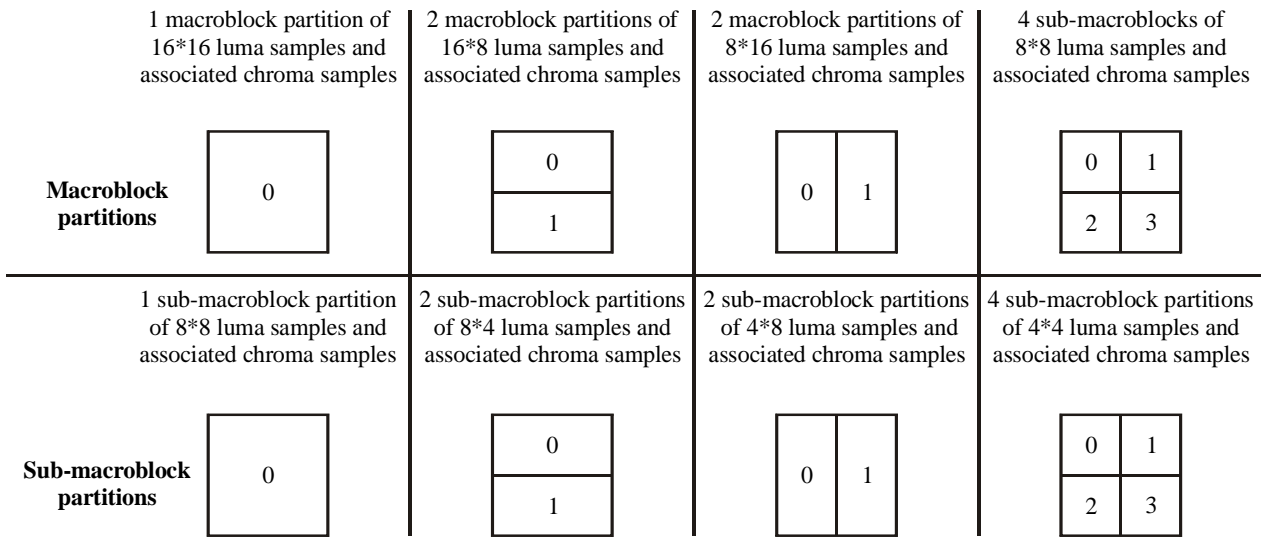 1 macroblock partition of
16*16 luma samples and
associated chroma samples
2 macroblock partitions of
16*8 luma samples and
associated chroma samples
2 macroblock partitions of
8*16 luma samples and
associated chroma samples
4 sub-macroblocks of
8*8 luma samples and
associated chroma samples
Macroblock
partitions
0
0
1
0 1
0 1
2 3
1 sub-macroblock partition
of 8*8 luma samples and
associated chroma samples
2 sub-macroblock partitions
of 8*4 luma samples and
associated chroma samples
2 sub-macroblock partitions
of 4*8 luma samples and
associated chroma samples
4 sub-macroblock partitions
of 4*4 luma samples and
associated chroma samples
Sub-macroblock
partitions
0
0
1
0 1
0 1
2 3